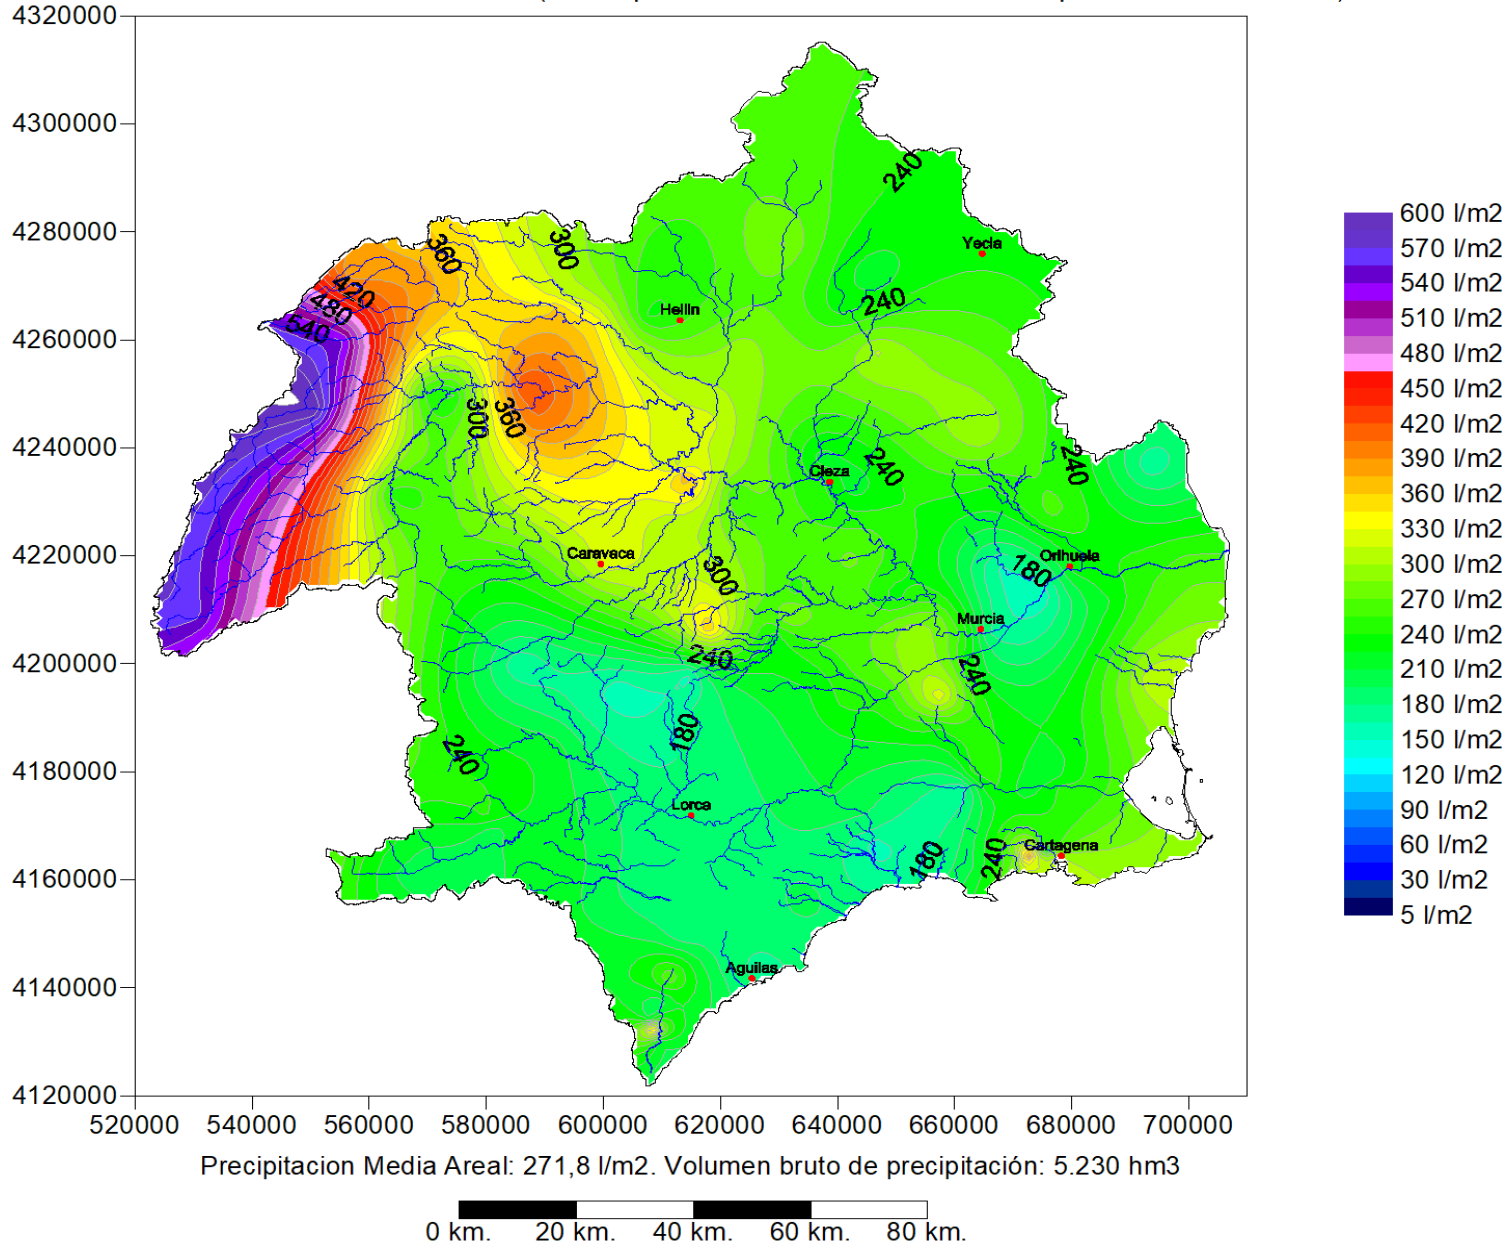 4320000
4300000
4280000
4260000
4240000
4220000
4200000
4180000
4160000
4140000
4120000
520000 540000 560000 580000 600000 620000 640000 660000 680000 700000
240
Yecla
300
360
420
480
540
Hellin
240
300
360
Cieza
240
240
Caravaca
300
Orihuela
180
Murcia
240
240
180
240
Lorca
180
240
Cartagena
Aguilas
600 l/m2
570 l/m2
540 l/m2
540 l/m2
510 l/m2
480 l/m2
450 l/m2
420 l/m2
390 l/m2
360 l/m2
330 l/m2
300 l/m2
270 l/m2
240 l/m2
210 l/m2
180 l/m2
150 l/m2
120 l/m2
90 l/m2
60 l/m2
30 l/m2
5 l/m2
Precipitacion Media Areal: 271,8 l/m2. Volumen bruto de precipitación: 5.230 hm3
0 km. 20 km. 40 km. 60 km. 80 km.